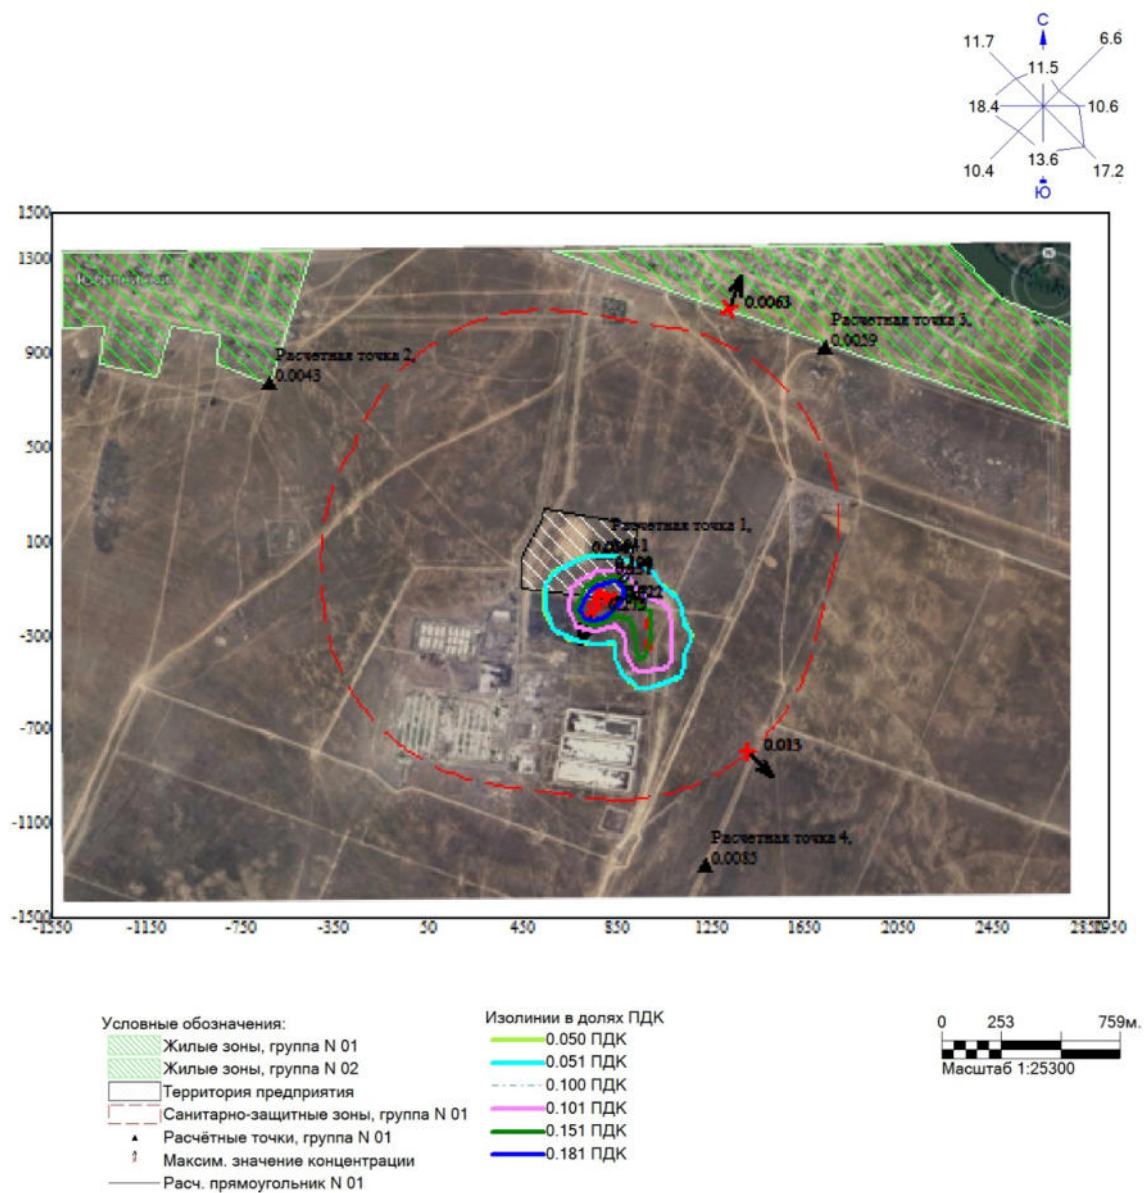 С
11.7
6.6
11.5
18.4
10.6
13.6
10.4
17.2
Ю
1500
1300
0.0063
Расчетная точка 3,
0.0059
900
Расчетная точка 2,
0.0043
500
Расчетная точка 1,
100
-300
-700
0.013
-1100
Расчетная точка 4,
0.0085
-1500
-1550 -1150 -750 -350 50 450 850 1250 1650 2050 2450 2950
Условные обозначения:
Жилые зоны, группа N 01
Жилые зоны, группа N 02
Территория предприятия
Санитарно-защитные зоны, группа N 01
Расчётные точки, группа N 01
Максим. значение концентрации
Расч. прямоугольник N 01
Изолинии в долях ПДК
0.050 ПДК
0.051 ПДК
0.100 ПДК
0.101 ПДК
0.151 ПДК
0.181 ПДК
0 253 759м.
Масштаб 1:25300